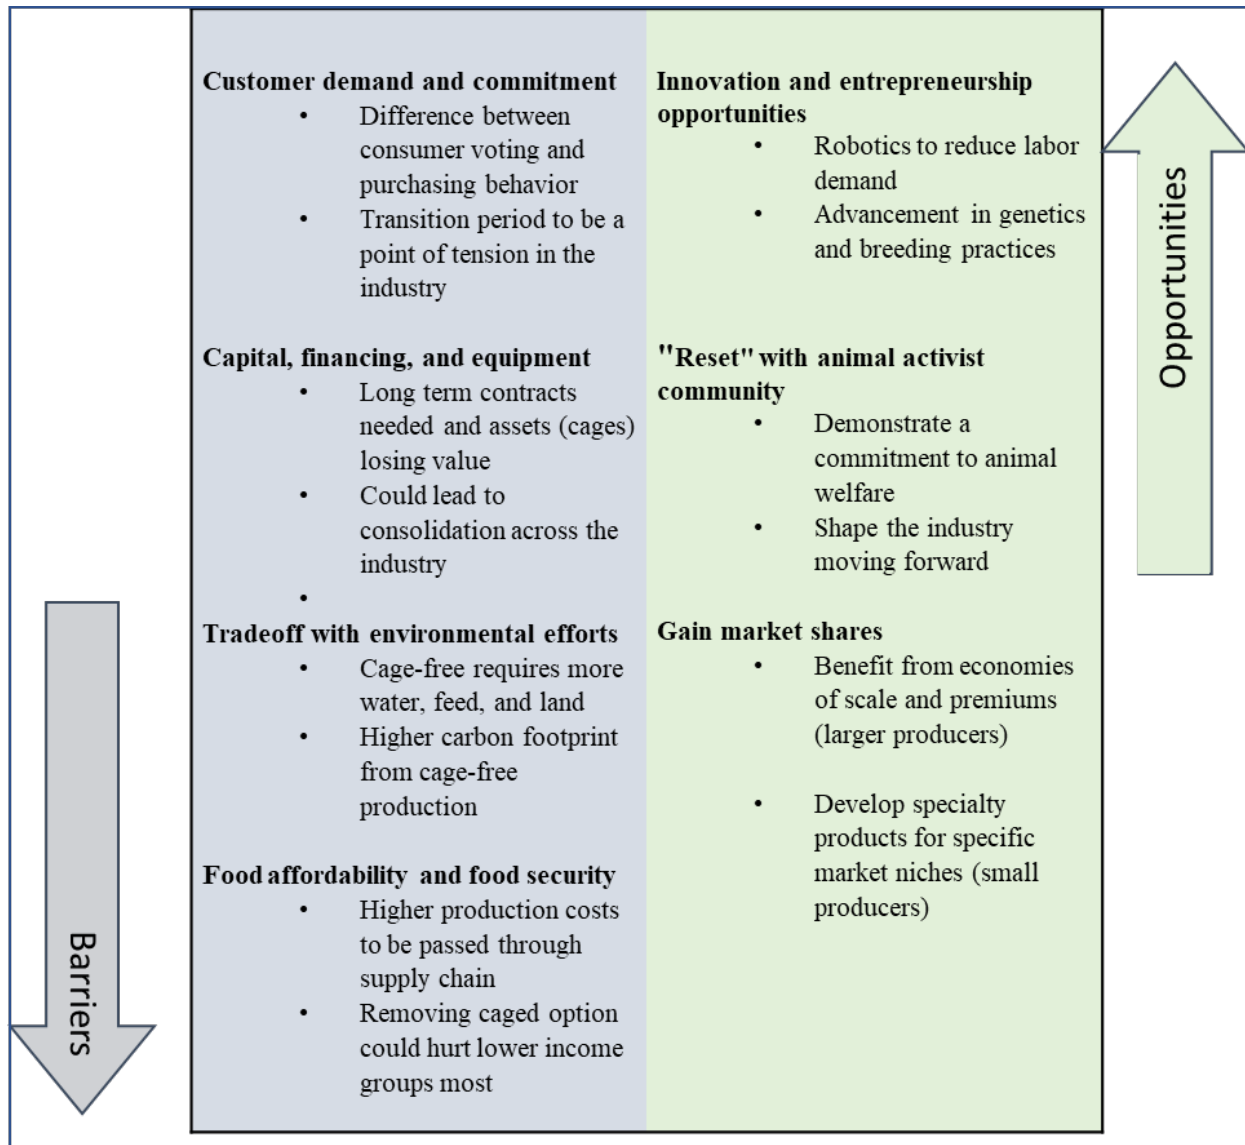 Customer demand and commitment
• Difference between
consumer voting and
purchasing behavior
• Transition period to be a
point of tension in the
industry
Capital, financing, and equipment
• Long term contracts
needed and assets (cages)
losing value
• Could lead to
consolidation across the
industry
•
Tradeoff with environmental efforts
• Cage-free requires more
water, feed, and land
• Higher carbon footprint
from cage-free
production
Food affordability and food security
• Higher production costs
to be passed through
supply chain
• Removing caged option
could hurt lower income
groups most
Innovation and entrepreneurship
opportunities
• Robotics to reduce labor
demand
• Advancement in genetics
and breeding practices
"Reset" with animal activist
community
• Demonstrate a
commitment to animal
welfare
• Shape the industry
moving forward
Gain market shares
• Benefit from economies
of scale and premiums
(larger producers)
• Develop specialty
products for specific
market niches (small
producers)
Barriers
Opportunities